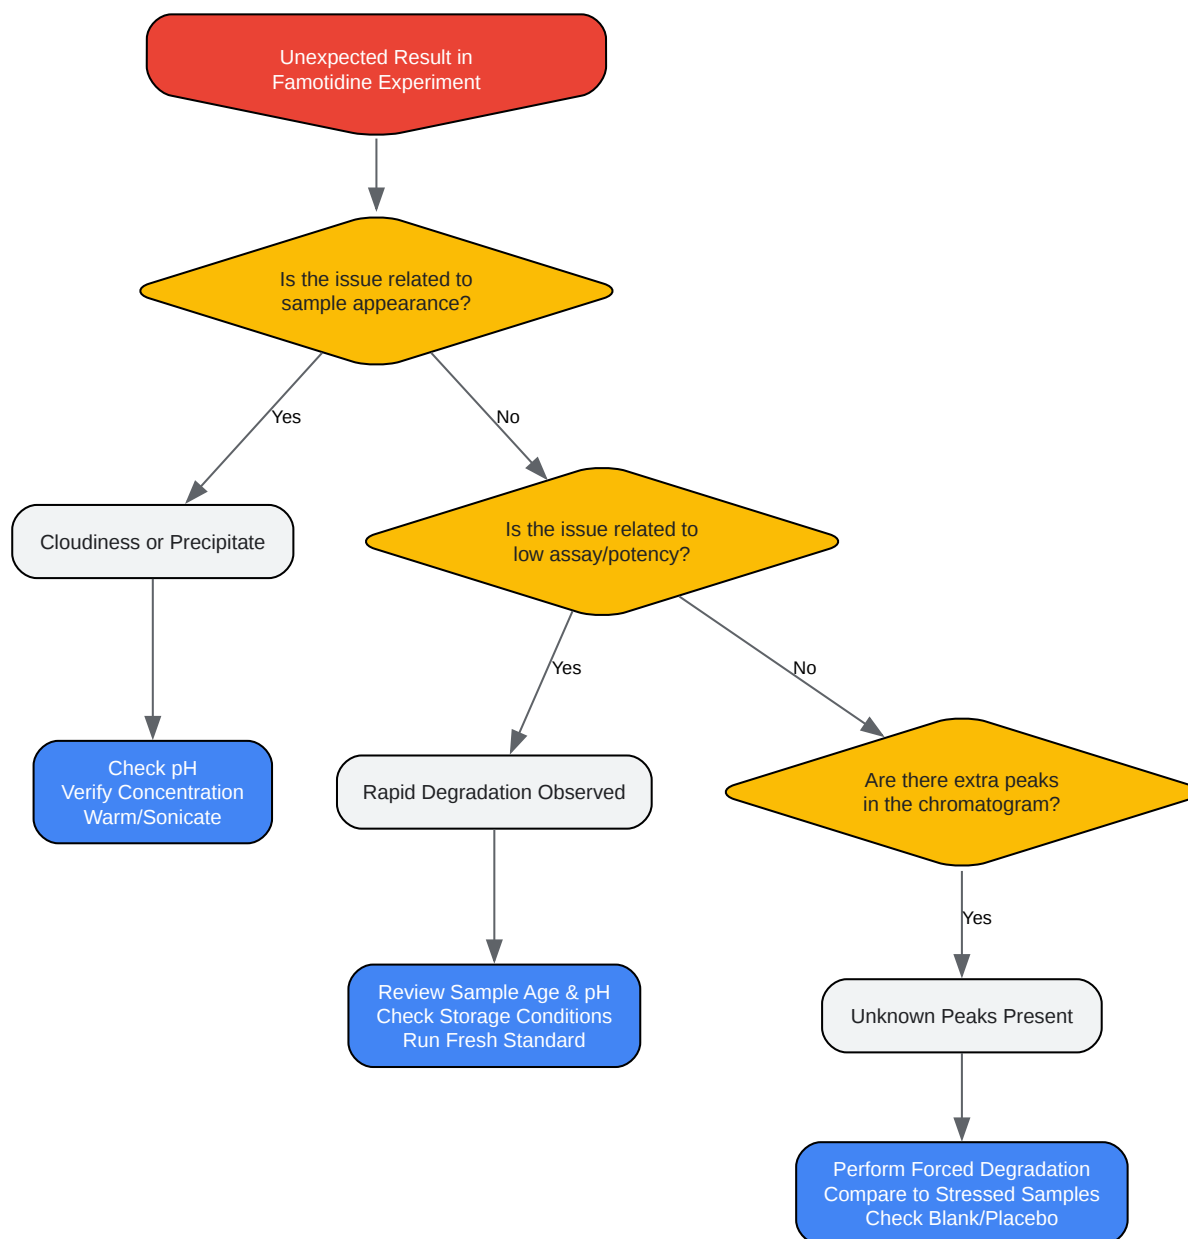 Unexpected Result in
Famotidine Experiment
Is the issue related to
sample appearance?
Yes
No
Cloudiness or Precipitate
Is the issue related to
low assay/potency?
Check pH
Verify Concentration
Warm/Sonicate
Yes
No
Rapid Degradation Observed
Are there extra peaks
in the chromatogram?
Review Sample Age & pH
Check Storage Conditions
Run Fresh Standard
Yes
Unknown Peaks Present
Perform Forced Degradation
Compare to Stressed Samples
Check Blank/Placebo